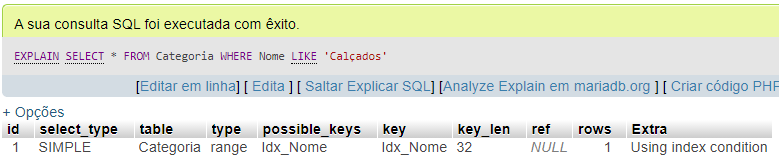 A sua consulta SQL foi executada com êxito.
EXPLAIN SELECT * FROM Categoria WHERE Nome LIKE 'Calçados'
[Editar em linha] [ Edita ] [ Saltar Explicar SQL] [Analyze Explain em mariadb.org ] [ Criar código PHP
+ Opções
id select_type table type possible_keys key key_len ref rows Extra
1 SIMPLE Categoria range Idx_Nome Idx_Nome 32 NULL 1 Using index condition